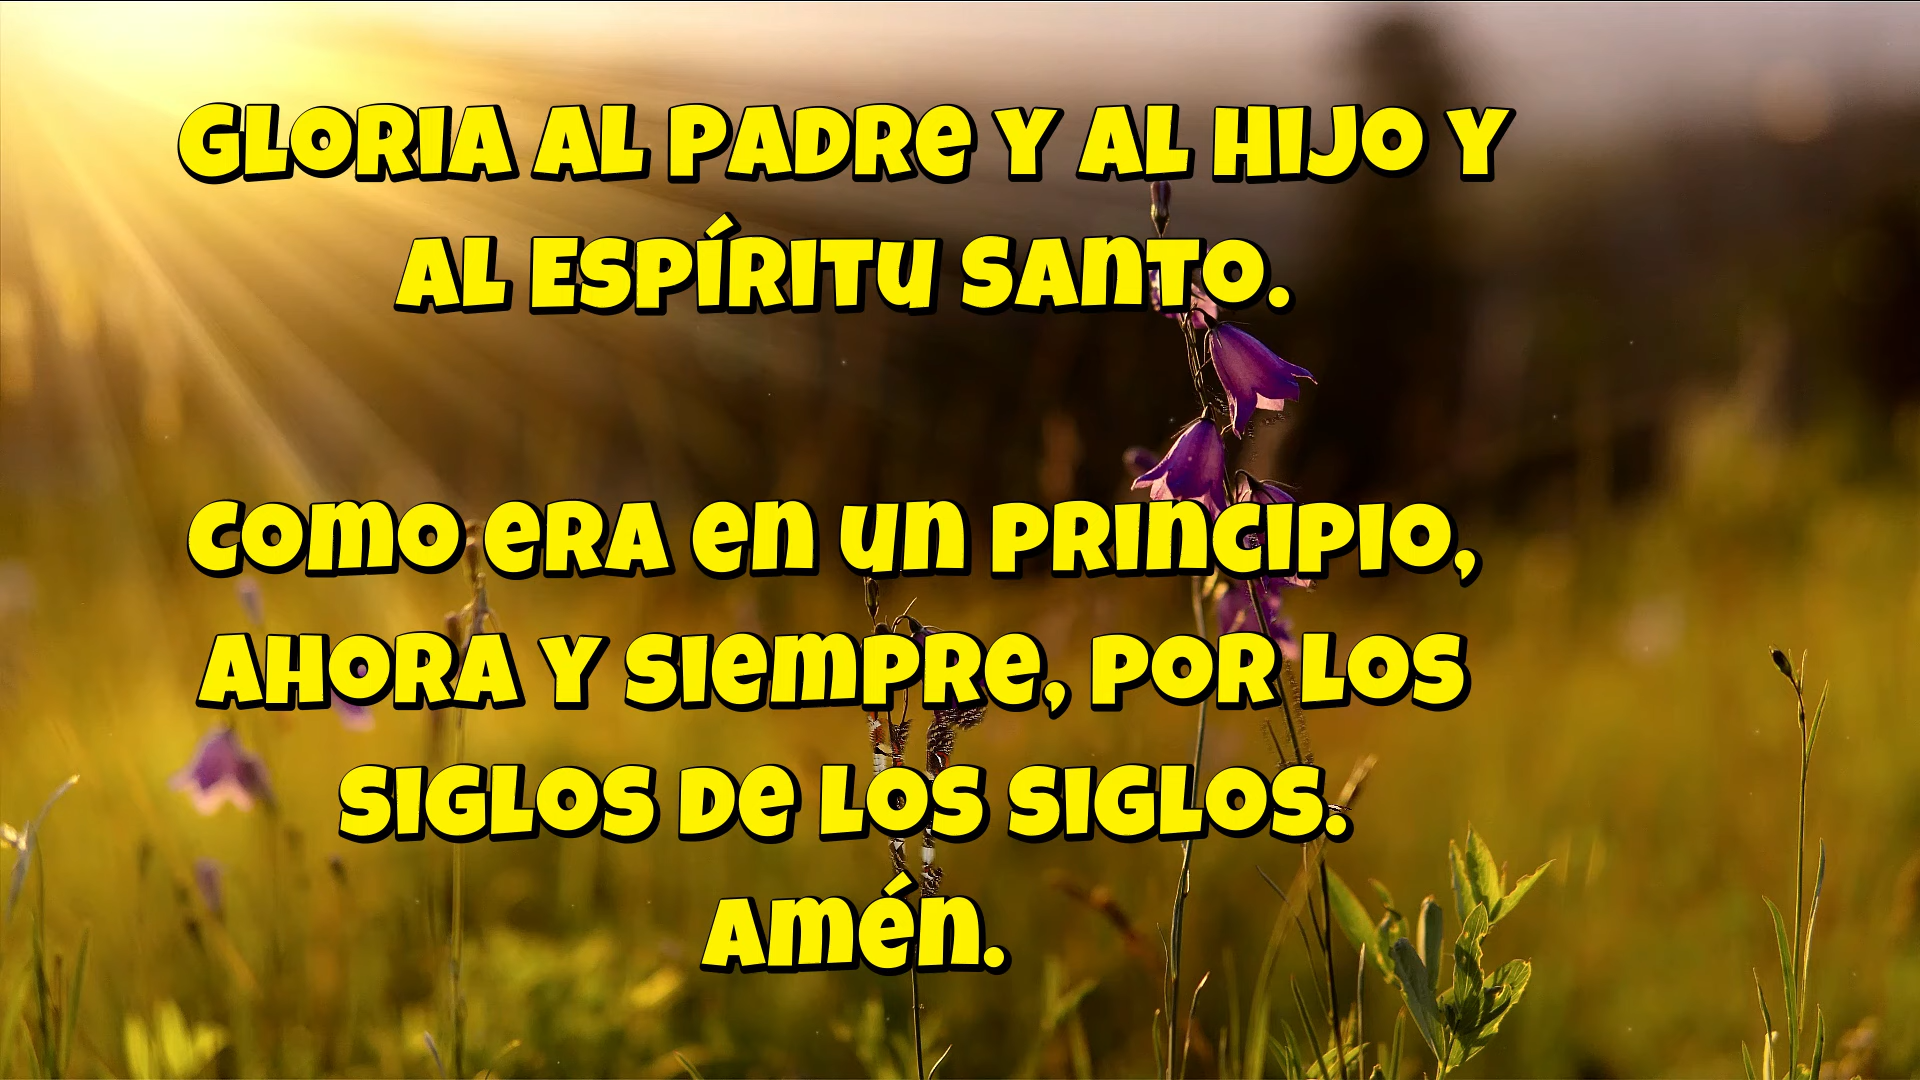 Gloria al Padre y al Hijo y
al Espíritu Santo.
Como era en un principio,
ahora y siempre, por los
siglos de los siglos.
Amén.